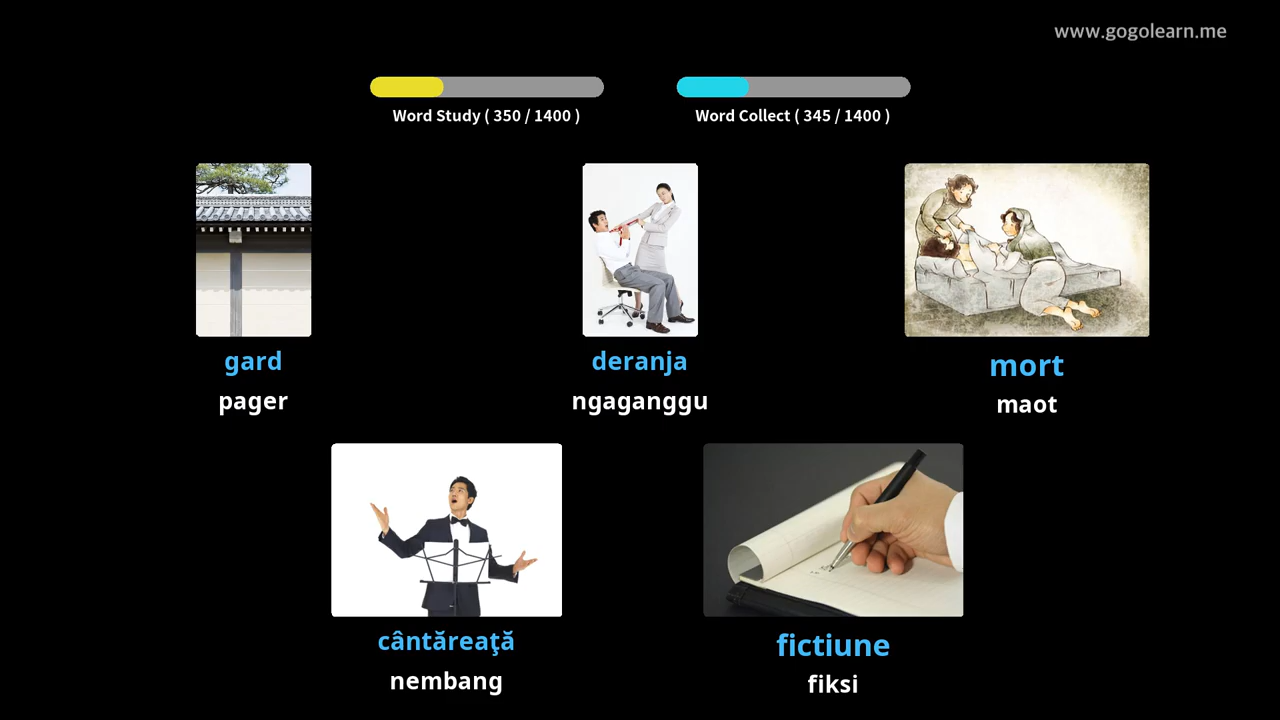 www.gogolearn.me
Word Study ( 350 / 1400 )
Word Collect ( 345 / 1400 )
gard
pager
deranja
ngaganggu
mort
maot
cântăreaţă
nembang
fictiune
fiksi